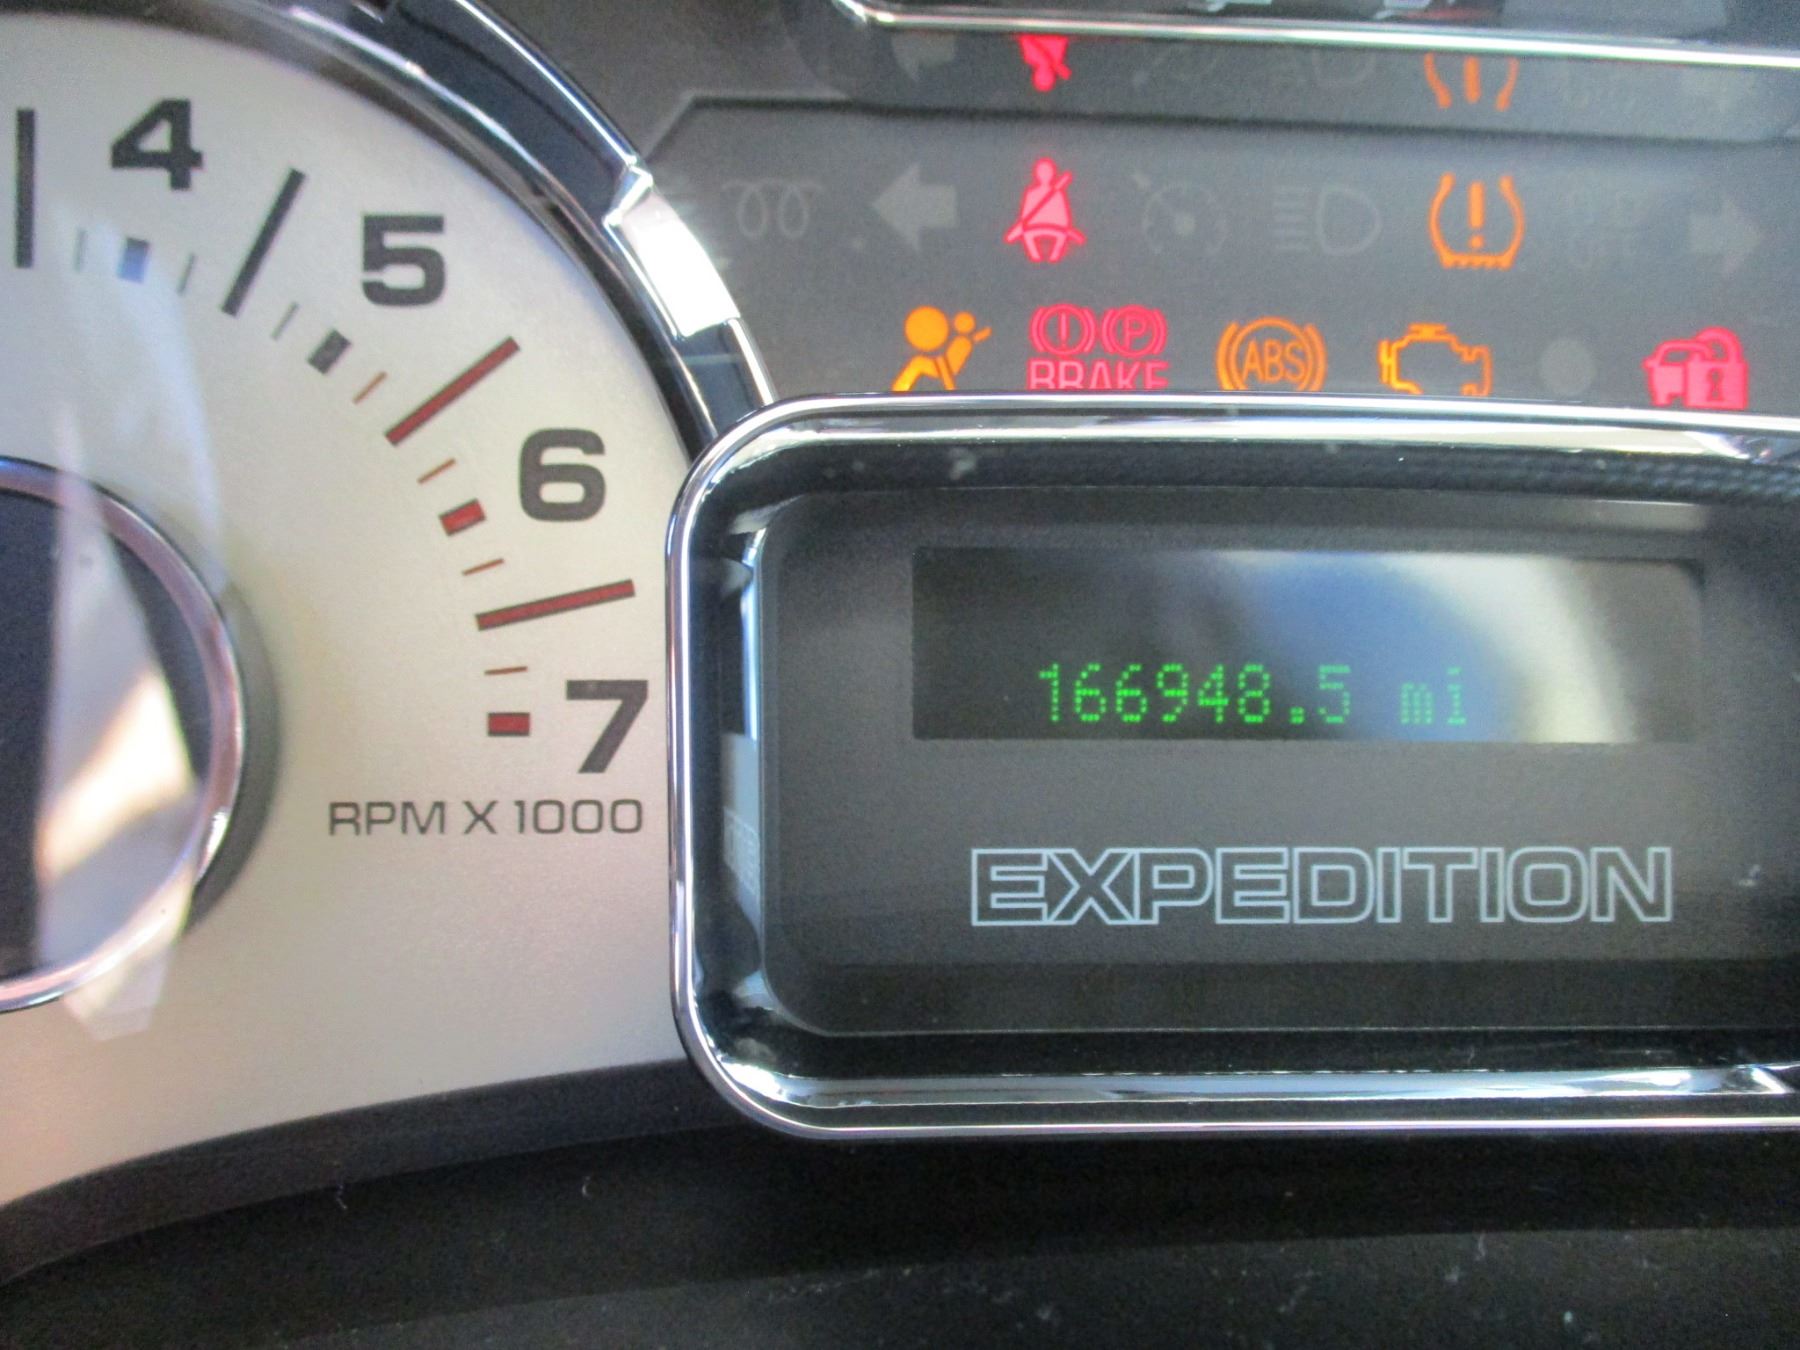 4
5
6
7
RPM X 1000
BRAKE
P
ABS
166948.5 mi
EXPEDITION